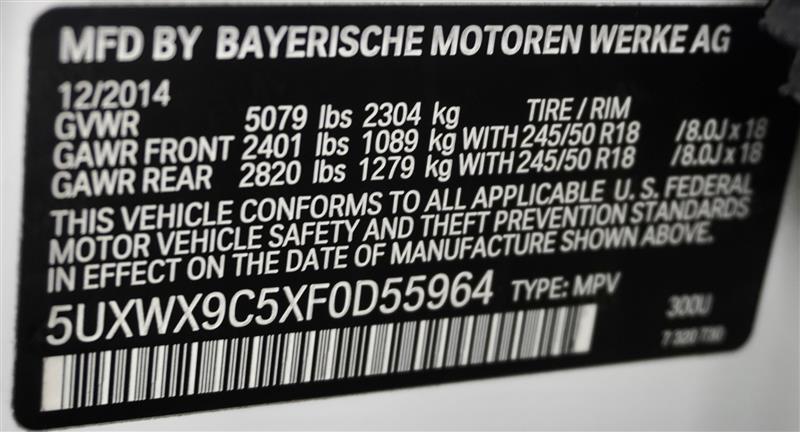 MFD BY BAYERISCHE MOTOREN WERKE AG
12/2014
GVWR 5079 lbs 2304 kg TIRE / RIM
GAWR FRONT 2401 lbs 1089 kg WITH 245/50 R18 /8.0J x 18
GAWR REAR 2820 lbs 1279 kg WITH 245/50 R18 /8.0J x 18
THIS VEHICLE CONFORMS TO ALL APPLICABLE U. S. FEDERAL
MOTOR VEHICLE SAFETY AND THEFT PREVENTION STANDARDS
IN EFFECT ON THE DATE OF MANUFACTURE SHOWN ABOVE.
5UXWX9C5XF0D55964 TYPE: MPV 300U
7 320 730